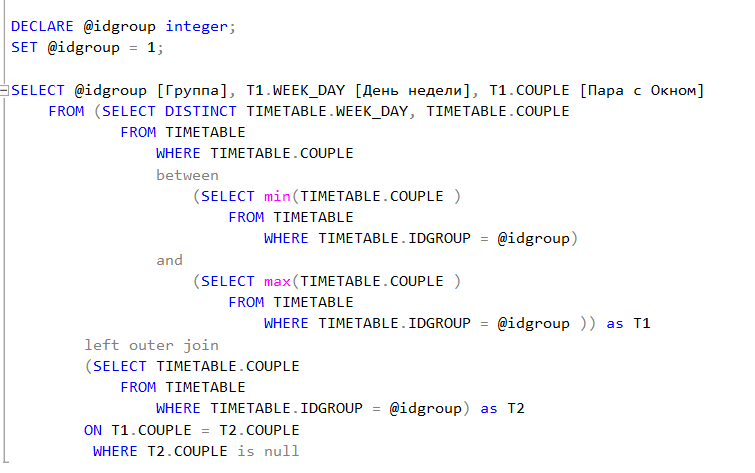 DECLARE @idgroup integer;
SET @idgroup = 1;
SELECT @idgroup [Группа], T1.WEEK_DAY [День недели], T1.COUPLE [Пара с Окном]
FROM (SELECT DISTINCT TIMETABLE.WEEK_DAY, TIMETABLE.COUPLE
FROM TIMETABLE
WHERE TIMETABLE.COUPLE
between
(SELECT min(TIMETABLE.COUPLE )
FROM TIMETABLE
WHERE TIMETABLE.IDGROUP = @idgroup)
and
(SELECT max(TIMETABLE.COUPLE )
FROM TIMETABLE
WHERE TIMETABLE.IDGROUP = @idgroup )) as T1
left outer join
(SELECT TIMETABLE.COUPLE
FROM TIMETABLE
WHERE TIMETABLE.IDGROUP = @idgroup) as T2
ON T1.COUPLE = T2.COUPLE
WHERE T2.COUPLE is null